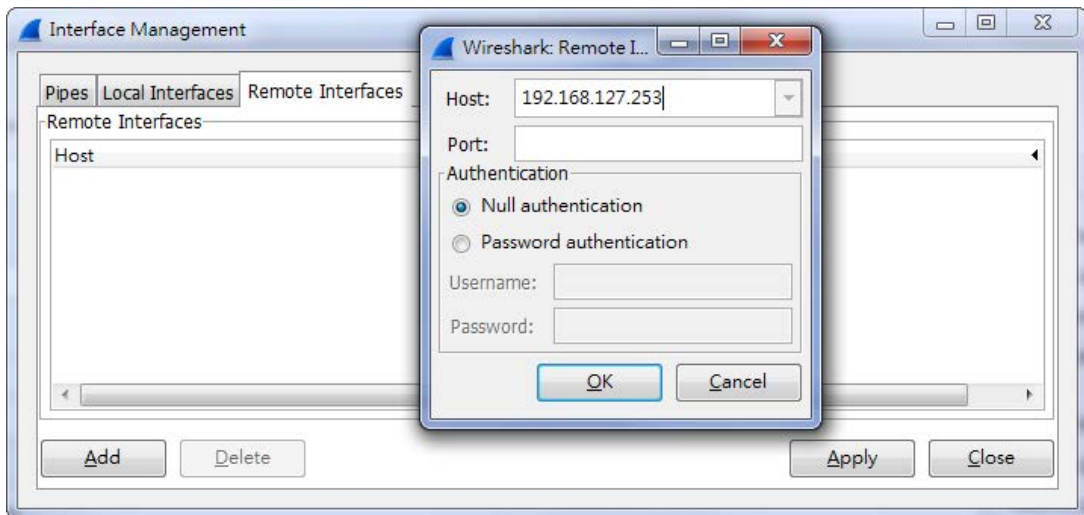 Interface Management
Pipes Local Interfaces Remote Interfaces
Remote Interfaces
Host
Add Delete Apply Close
Wireshark: Remote I...
Host: 192.168.127.253
Port:
Authentication
Null authentication
Password authentication
Username:
Password:
OK Cancel